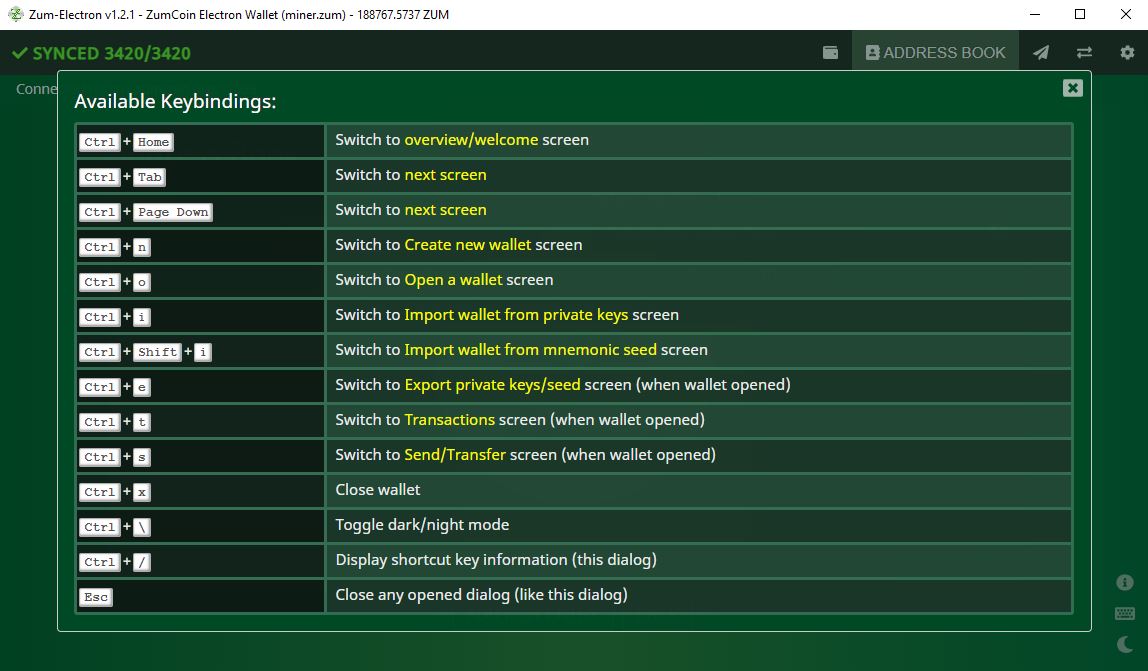 Zum-Electron v1.2.1 - ZumCoin Electron Wallet (miner.zum) - 188767.5737 ZUM
SYNCED 3420/3420
ADDRESS BOOK
Conne
Available Keybindings:
Ctrl + Home Switch to overview/welcome screen
Ctrl + Tab Switch to next screen
Ctrl + Page Down Switch to next screen
Ctrl + n Switch to Create new wallet screen
Ctrl + o Switch to Open a wallet screen
Ctrl + i Switch to Import wallet from private keys screen
Ctrl + Shift + i Switch to Import wallet from mnemonic seed screen
Ctrl + e Switch to Export private keys/seed screen (when wallet opened)
Ctrl + t Switch to Transactions screen (when wallet opened)
Ctrl + s Switch to Send/Transfer screen (when wallet opened)
Ctrl + x Close wallet
Ctrl + \ Toggle dark/night mode
Ctrl + / Display shortcut key information (this dialog)
Esc Close any opened dialog (like this dialog)